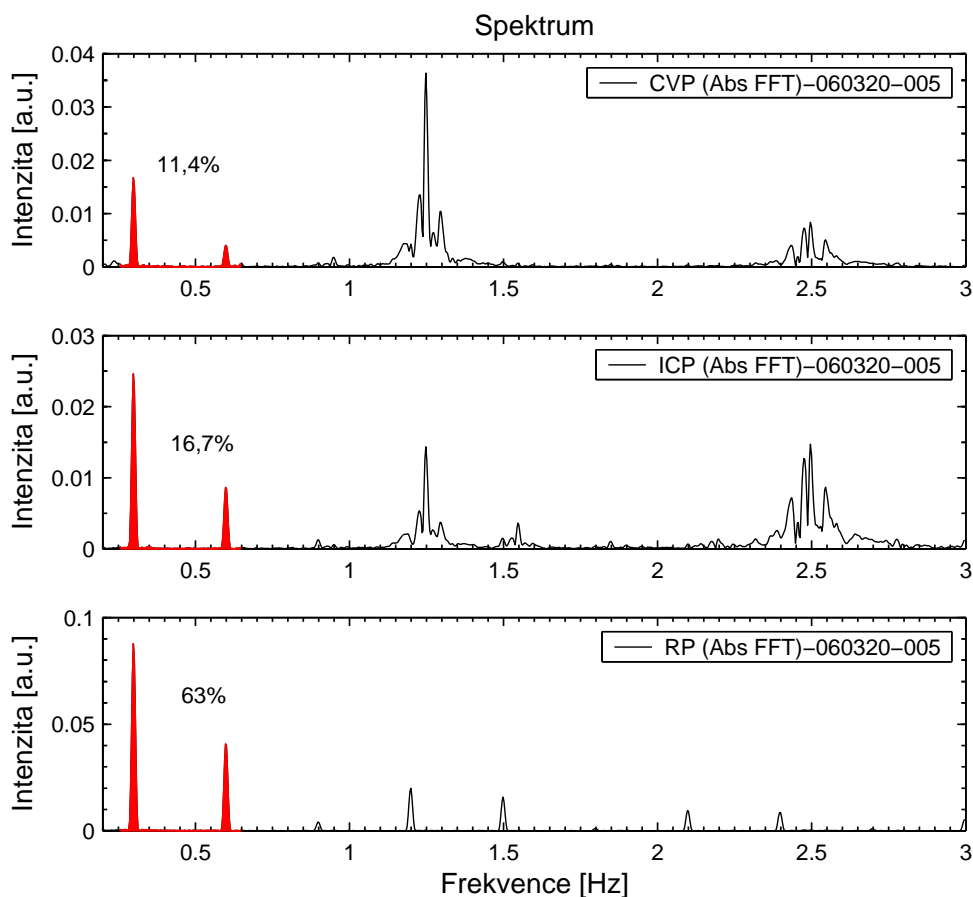 Spektrum
0.04
0.03
0.02
0.01
0
Intenzita [a.u.]
CVP (Abs FFT)−060320−005
11,4%
0.5 1 1.5 2 2.5 3
0.03
0.02
0.01
0
Intenzita [a.u.]
ICP (Abs FFT)−060320−005
16,7%
0.5 1 1.5 2 2.5 3
0.1
0.05
0
Intenzita [a.u.]
RP (Abs FFT)−060320−005
63%
0.5 1 1.5 2 2.5 3
Frekvence [Hz]